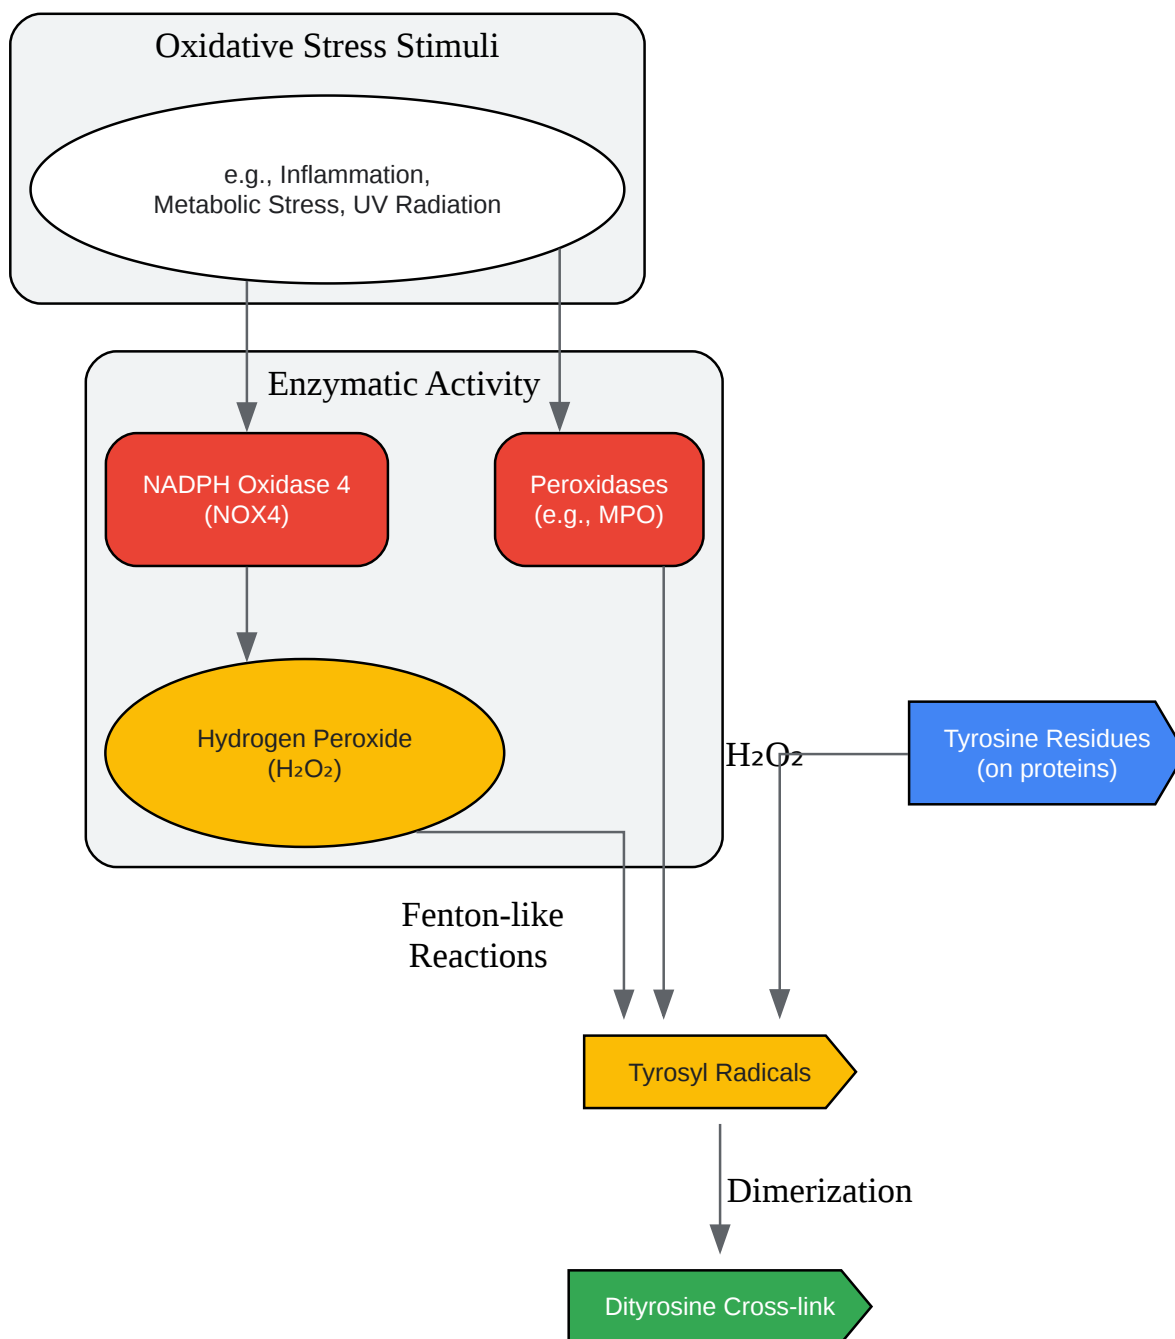 Oxidative Stress Stimuli
e.g., Inflammation,
Metabolic Stress, UV Radiation
Enzymatic Activity
NADPH Oxidase 4
(NOX4)
Peroxidases
(e.g., MPO)
Hydrogen Peroxide
(H₂O₂)
H₂O₂
Tyrosine Residues
(on proteins)
Fenton-like
Reactions
Tyrosyl Radicals
Dimerization
Dityrosine Cross-link